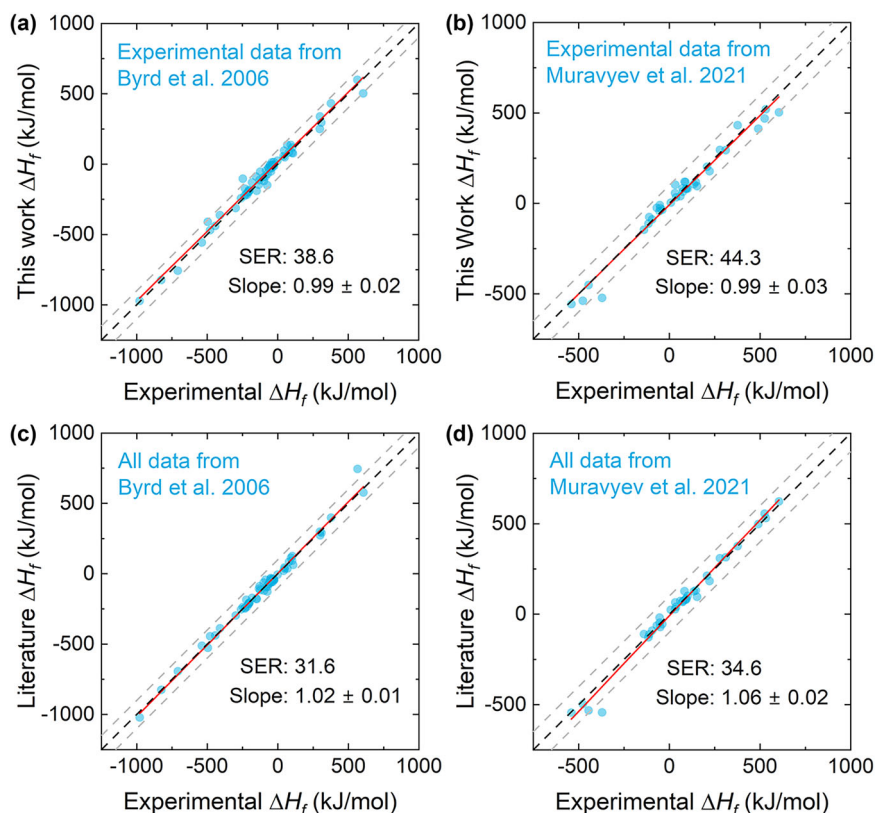 (a)
Experimental data from
Byrd et al. 2006
SER: 38.6
Slope: 0.99 ± 0.02
1000
500
0
-500
-1000
This work ΔHf (kJ/mol)
-1000 -500 0 500 1000
Experimental ΔHf (kJ/mol)
(b)
Experimental data from
Muravyev et al. 2021
SER: 44.3
Slope: 0.99 ± 0.03
1000
500
0
-500
This Work ΔHf (kJ/mol)
-500 0 500 1000
Experimental ΔHf (kJ/mol)
(c)
All data from
Byrd et al. 2006
SER: 31.6
Slope: 1.02 ± 0.01
1000
500
0
-500
-1000
Literature ΔHf (kJ/mol)
-1000 -500 0 500 1000
Experimental ΔHf (kJ/mol)
(d)
All data from
Muravyev et al. 2021
SER: 34.6
Slope: 1.06 ± 0.02
1000
500
0
-500
Literature ΔHf (kJ/mol)
-500 0 500 1000
Experimental ΔHf (kJ/mol)